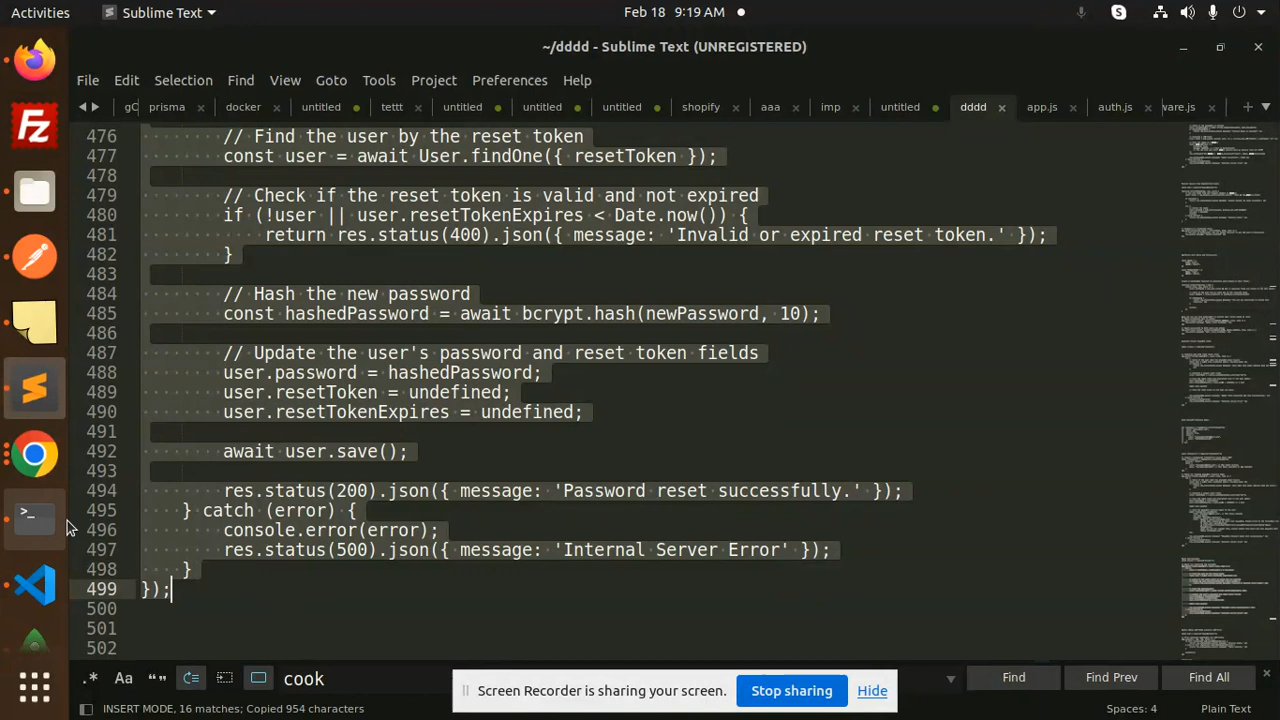 Activities
Sublime Text
Feb 18 9:19 AM
~/dddd - Sublime Text (UNREGISTERED)
File Edit Selection Find View Goto Tools Project Preferences Help
prisma docker untitled tettt untitled untitled untitled shopify aaa imp untitled dddd app.js auth.js ware.js
476 // Find the user by the reset token
477 const user = await User.findOne({ resetToken });
478
479 // Check if the reset token is valid and not expired
480 if (!user || user.resetTokenExpires < Date.now()) {
481 return res.status(400).json({ message: 'Invalid or expired reset token.' });
482 }
483
484 // Hash the new password
485 const hashedPassword = await bcrypt.hash(newPassword, 10);
486
487 // Update the user's password and reset token fields
488 user.password = hashedPassword;
489 user.resetToken = undefined;
490 user.resetTokenExpires = undefined;
491
492 await user.save();
493
494 res.status(200).json({ message: 'Password reset successfully.' });
495 } catch (error) {
496 console.error(error);
497 res.status(500).json({ message: 'Internal Server Error' });
498 }
499 });
500
501
502
.* Aa “” cook Find Find Prev Find All
Screen Recorder is sharing your screen. Stop sharing Hide
INSERT MODE, 16 matches; Copied 954 characters
Spaces: 4
Plain Text